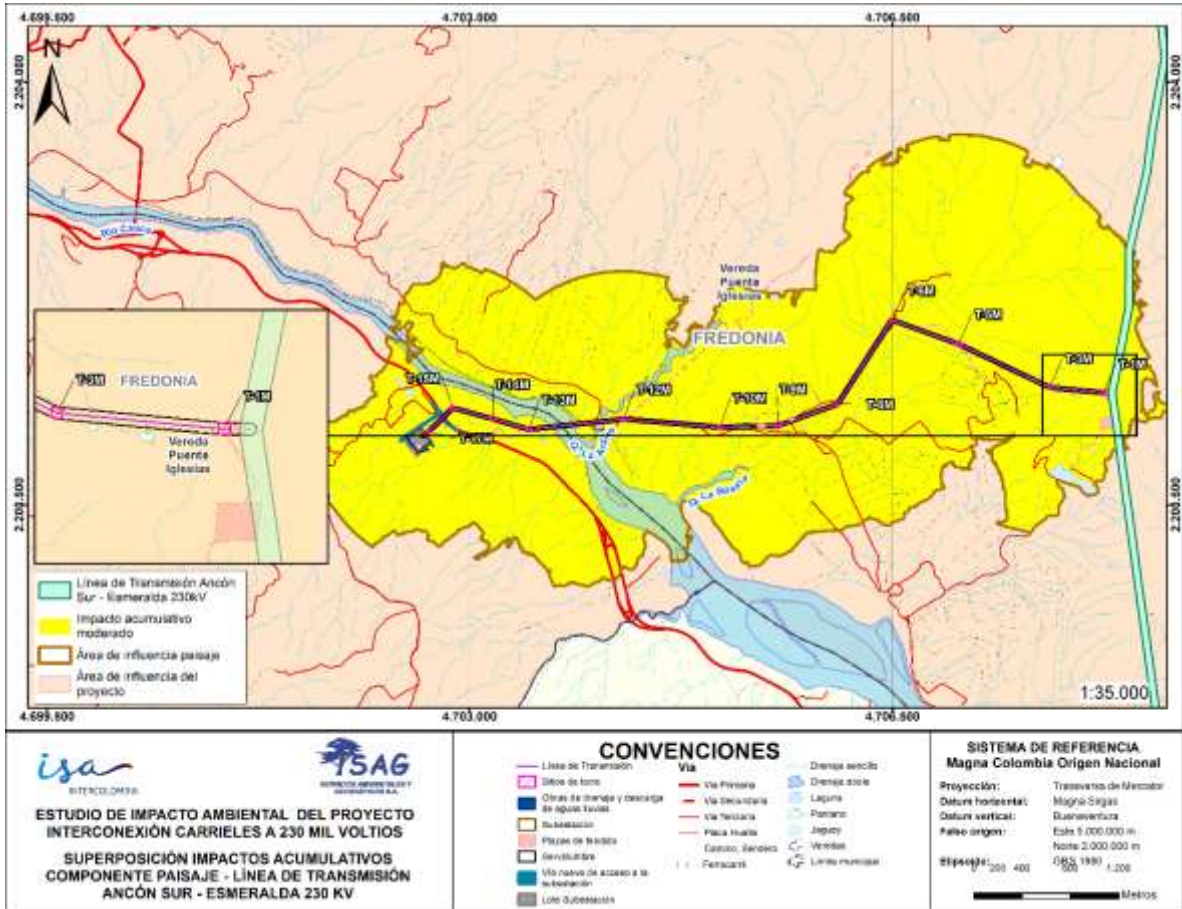 4.699.500
4.703.000
4.706.500
N
2.204.000
2.204.000
Río Cauca
Vereda
Puente
Iglesias
FREDONIA
T-6M
T-3M
T-1M
T-15M
T-14M
T-13M
T-12M
T-10M
T-9M
T-8M
Q. La Rosalía
T-3M
FREDONIA
T-1M
Vereda
Puente
Iglesias
2.200.500
2.200.500
Línea de Transmisión Ancón
Sur - Esmeralda 230kV
Impacto acumulativo
moderado
Área de influencia paisaje
Área de influencia del
proyecto
1:35.000
4.699.500
4.703.000
4.706.500
isa
INTERCOLOMBIA
ISAG
ESTUDIO DE IMPACTO AMBIENTAL DEL PROYECTO
INTERCONEXIÓN CARRIELES A 230 MIL VOLTIOS
SUPERPOSICIÓN IMPACTOS ACUMULATIVOS
COMPONENTE PAISAJE - LÍNEA DE TRANSMISIÓN
ANCÓN SUR - ESMERALDA 230 KV
CONVENCIONES
Línea de Transmisión
Sitios de torre
Obras de drenaje y descarga
de aguas lluvias
Subestación
Plazas de tendido
Servidumbre
Vía nueva de acceso a la
subestación
Lote Subestación
Vía
Vía Primaria
Vía Secundaria
Vía Terciaria
Placa Huella
Camino, Sendero
Ferrocarril
Drenaje sencillo
Drenaje doble
Laguna
Pantano
Jagüey
Veredas
Límite municipal
SISTEMA DE REFERENCIA
Magna Colombia Origen Nacional
Proyección: Transversa de Mercator
Datum horizontal: Magna Sirgas
Datum vertical: Buenaventura
Falso origen: Este 5.000.000 m
Norte 2.000.000 m
Elipsoide: GRS 1980
0 200 400 800 1.200
Metros